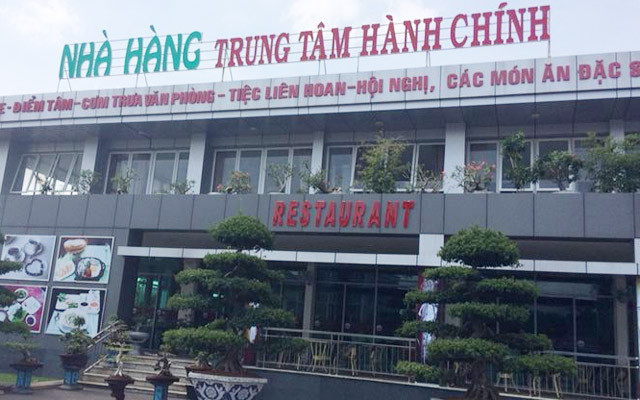 NHÀ HÀNG TRUNG TÂM HÀNH CHÍNH
- ĐIỂM TÂM - CƠM TRƯA VĂN PHÒNG - TIỆC LIÊN HOAN - HỘI NGHỊ, CÁC MÓN ĂN ĐẶC
RESTAURANT